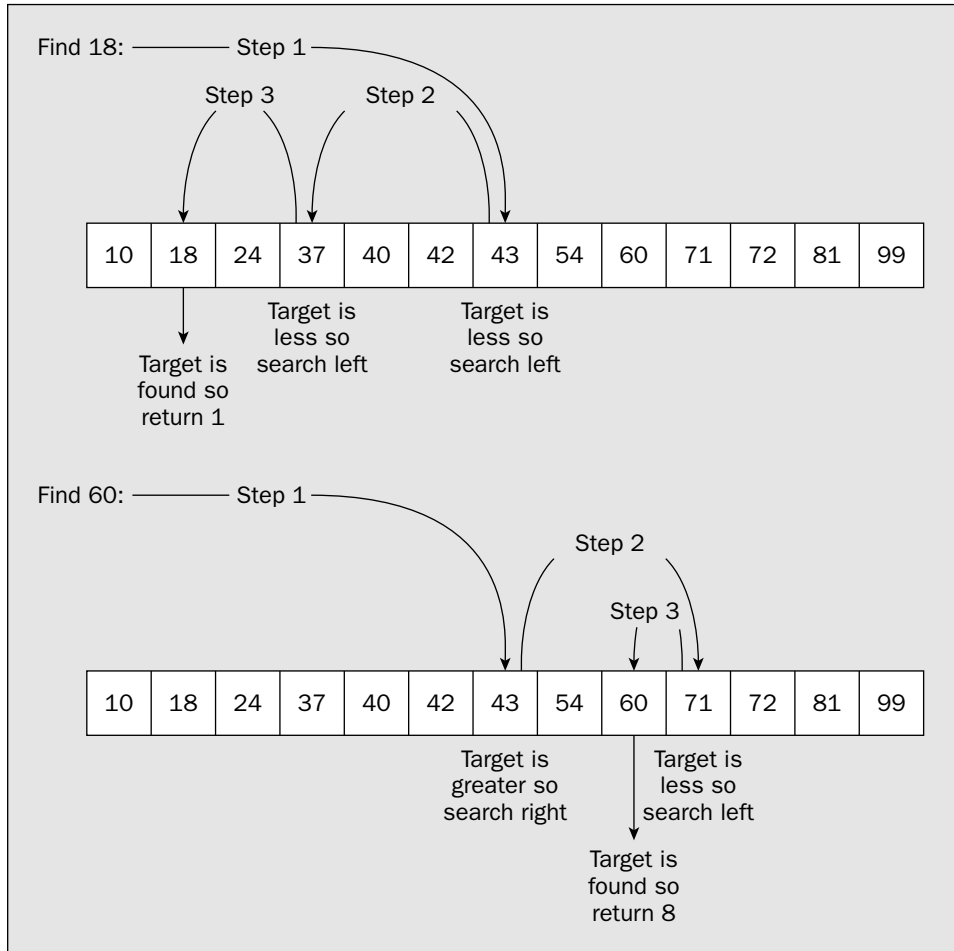 Find 18: Step 1
Step 3 Step 2
10 18 24 37 40 42 43 54 60 71 72 81 99
Target is
less so
search left
Target is
less so
search left
Target is
found so
return 1
Find 60: Step 1
Step 2
Step 3
10 18 24 37 40 42 43 54 60 71 72 81 99
Target is
greater so
search right
Target is
less so
search left
Target is
found so
return 8